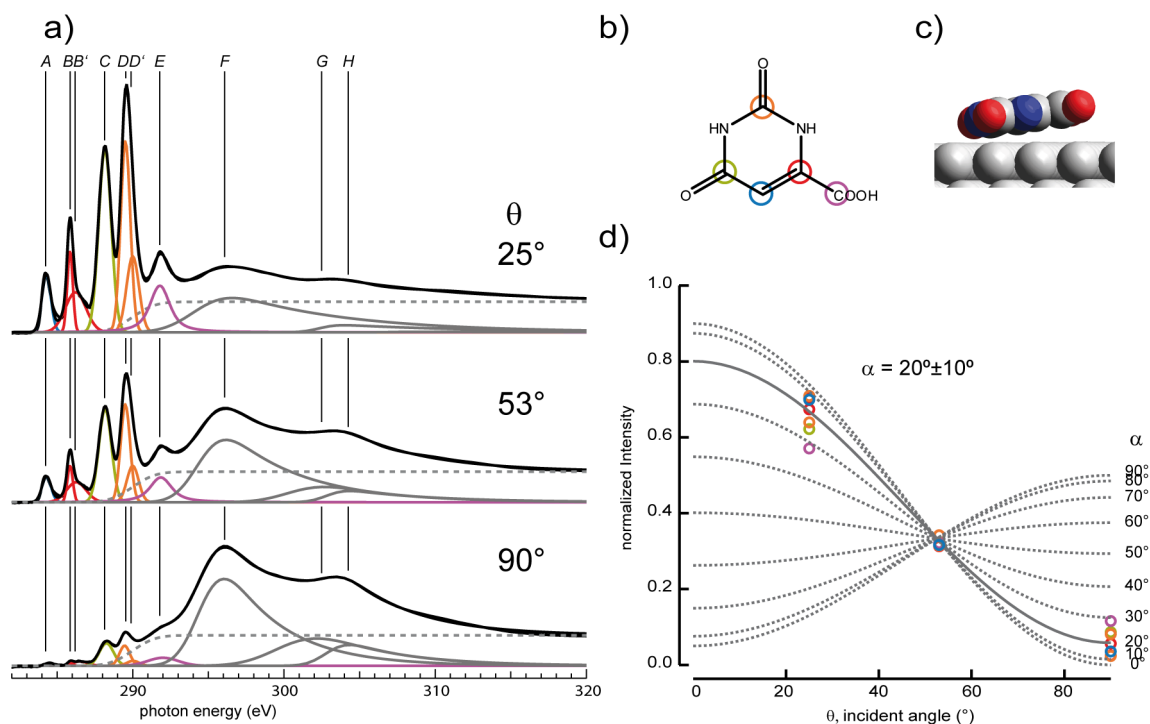 a)
A B B' C D D' E F G H
θ
25°
53°
90°
290 300 310 320
photon energy (eV)
b)
O
HN NH
O
COOH
c)
d)
1.0
0.8
0.6
0.4
0.2
0.0
normalized Intensity
α = 20º±10º
α
90°
80°
70°
60°
50°
40°
30°
20°
10°
0°
0 20 40 60 80
θ, incident angle (°)